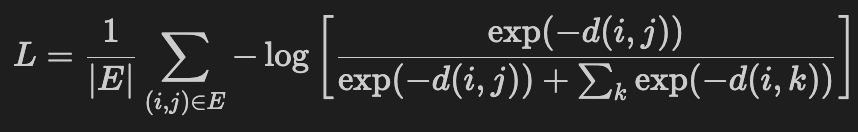 L = \frac{1}{|E|} \sum_{(i,j) \in E} - \log \left[ \frac{\exp(-d(i,j))}{\exp(-d(i,j)) + \sum_k \exp(-d(i,k))} \right]